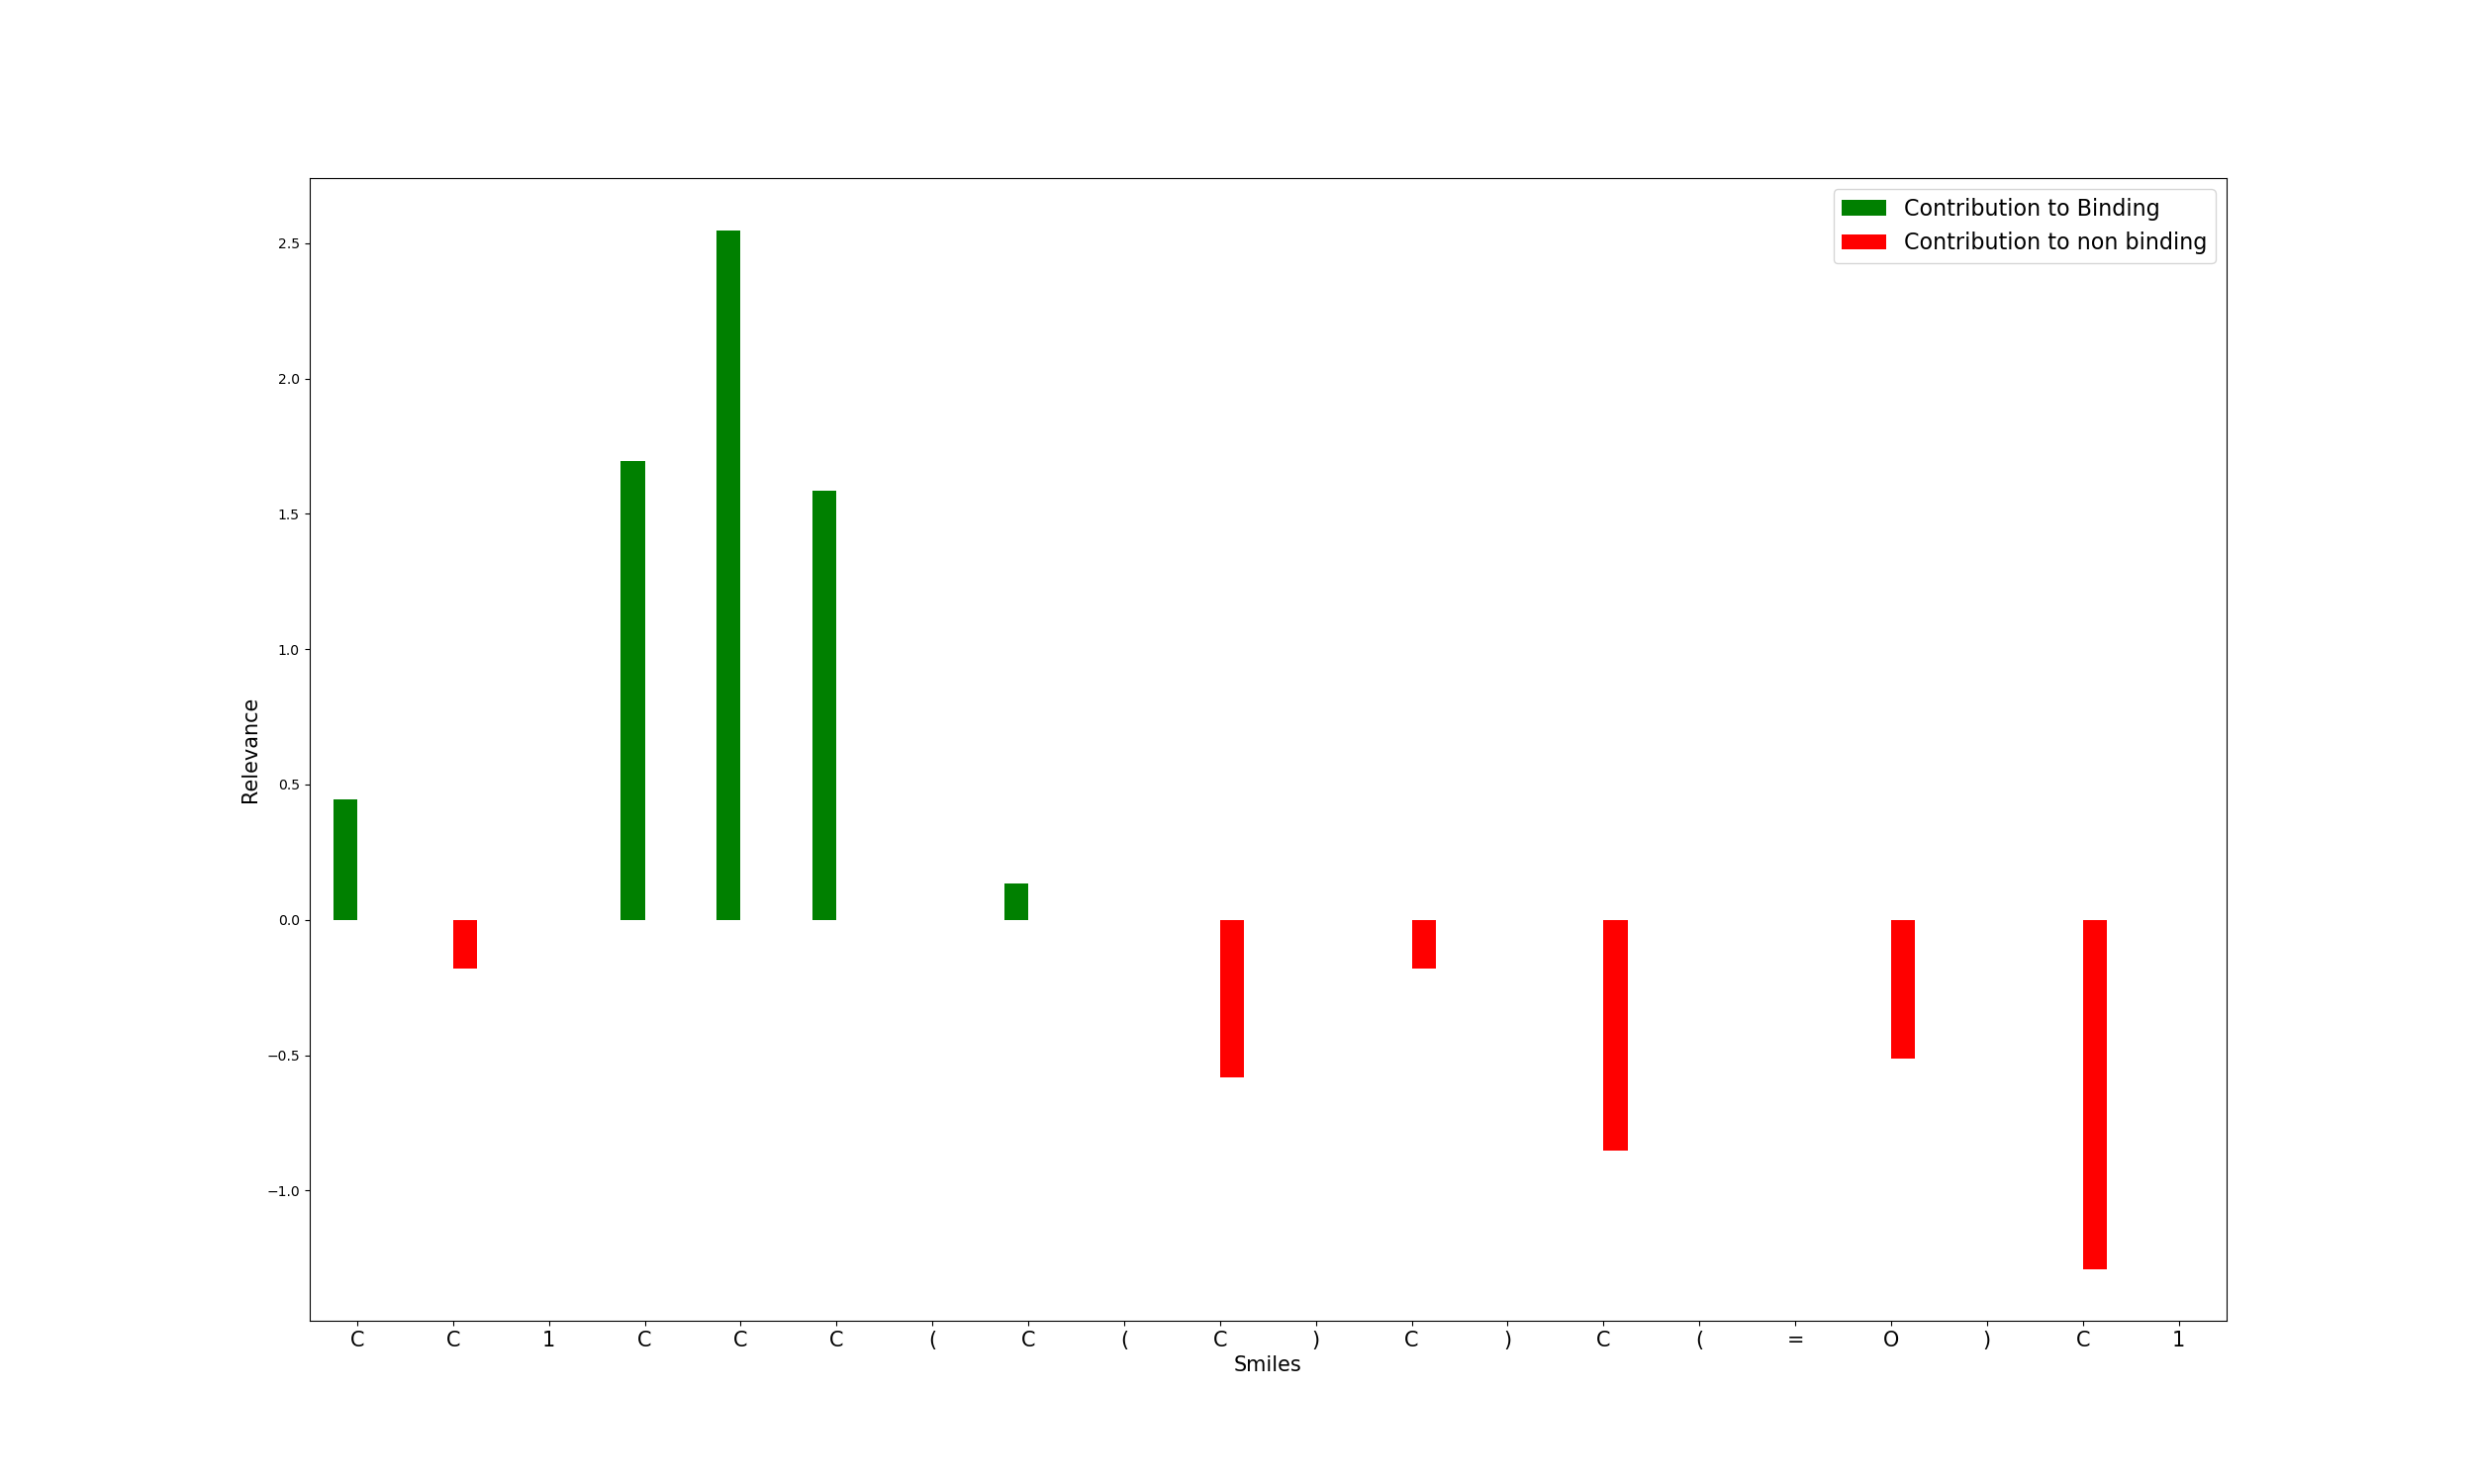 Contribution to Binding
Contribution to non binding
2.5
2.0
1.5
1.0
0.5
0.0
−0.5
−1.0
Relevance
C C 1 C C C ( C ( C ) C ) C ( = O ) C 1
Smiles